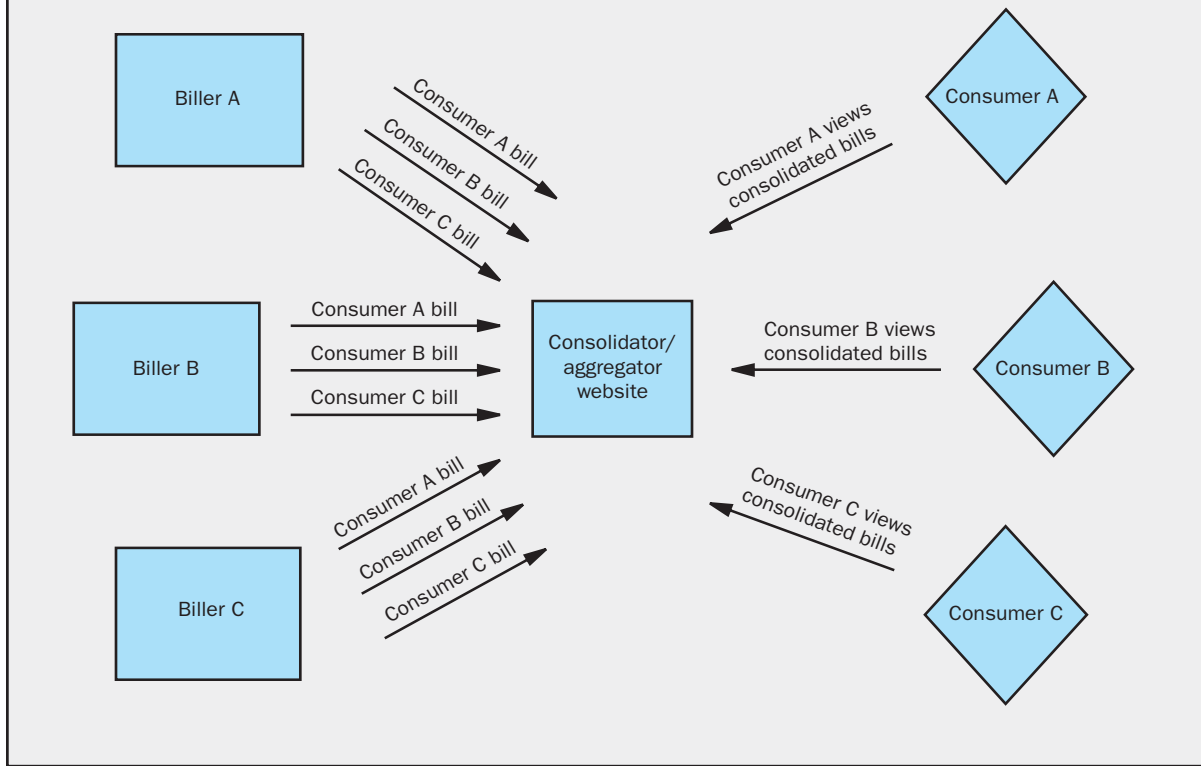 Biller A
Consumer A bill
Consumer B bill
Consumer C bill
Consumer A views
consolidated bills
Consumer A
Biller B
Consumer A bill
Consumer B bill
Consumer C bill
Consolidator/
aggregator
website
Consumer B views
consolidated bills
Consumer B
Biller C
Consumer A bill
Consumer B bill
Consumer C bill
Consumer C views
consolidated bills
Consumer C